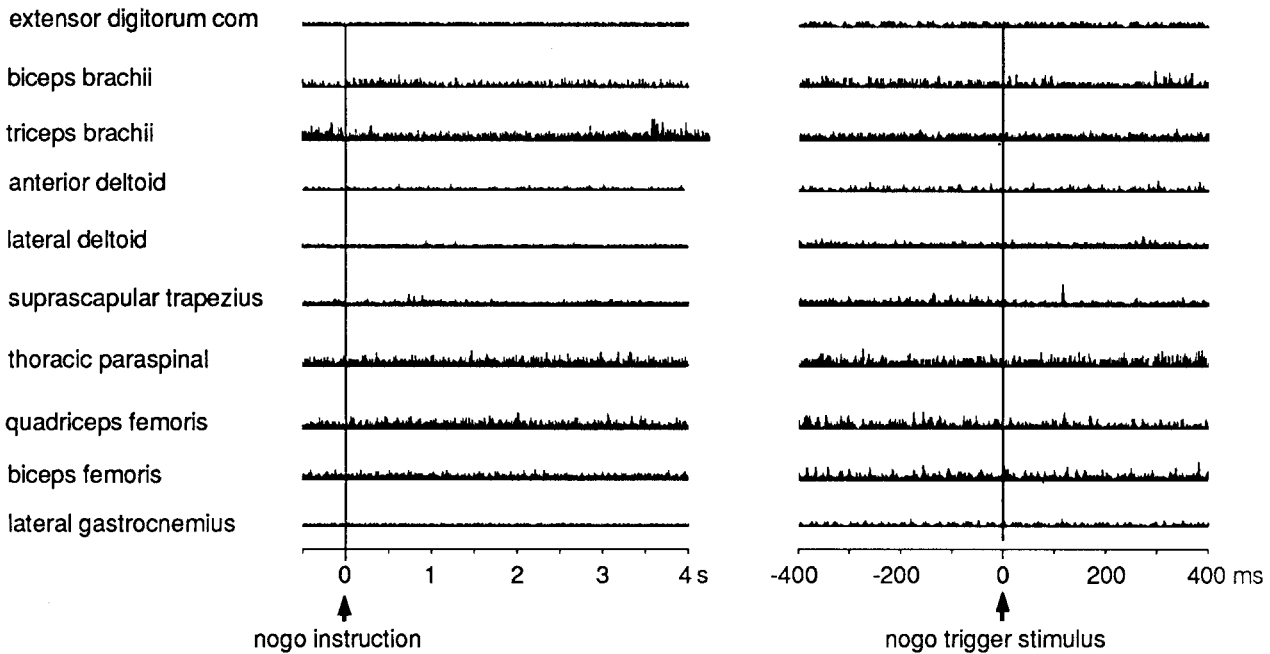 extensor digitorum com
biceps brachii
triceps brachii
anterior deltoid
lateral deltoid
suprascapular trapezius
thoracic paraspinal
quadriceps femoris
biceps femoris
lateral gastrocnemius
0 1 2 3 4 s
-400 -200 0 200 400 ms
nogo instruction
nogo trigger stimulus